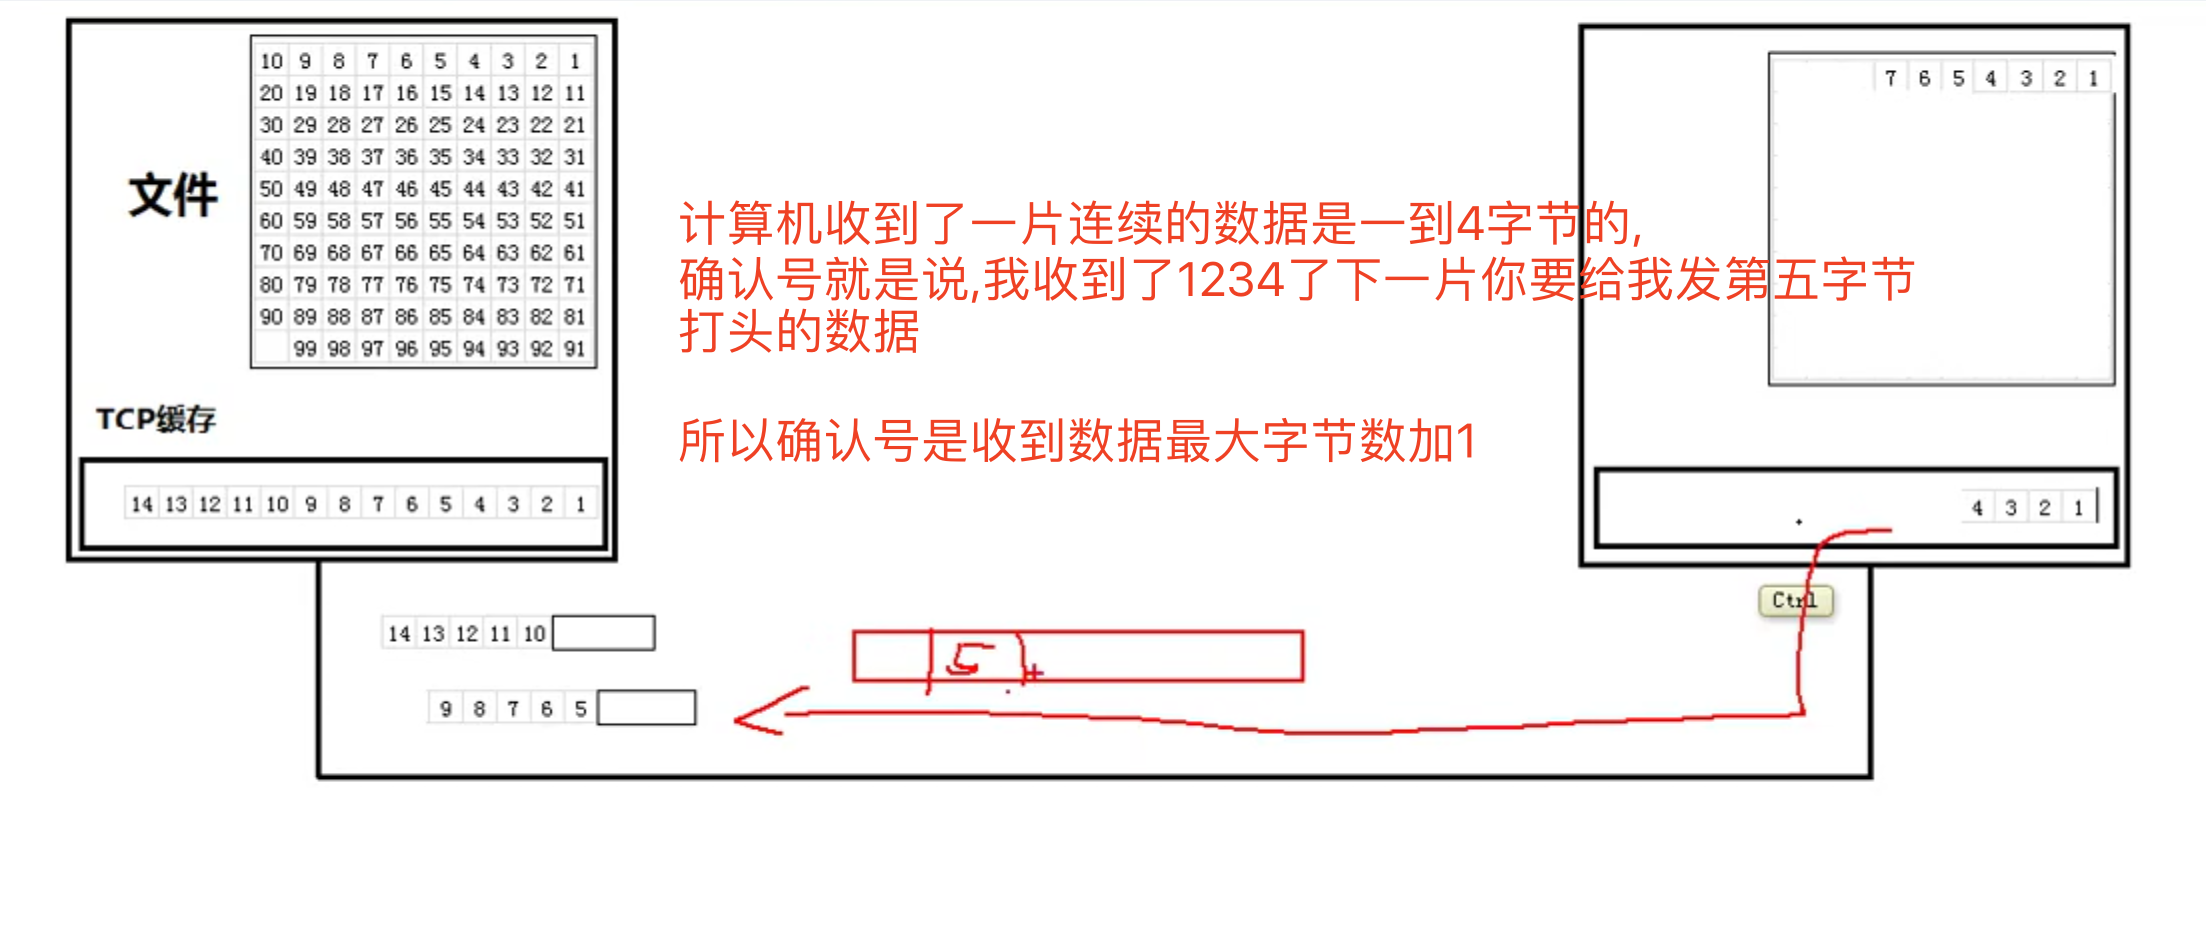 10 9 8 7 6 5 4 3 2 1
20 19 18 17 16 15 14 13 12 11
30 29 28 27 26 25 24 23 22 21
40 39 38 37 36 35 34 33 32 31
50 49 48 47 46 45 44 43 42 41
60 59 58 57 56 55 54 53 52 51
70 69 68 67 66 65 64 63 62 61
80 79 78 77 76 75 74 73 72 71
90 89 88 87 86 85 84 83 82 81
99 98 97 96 95 94 93 92 91
文件
TCP缓存
14 13 12 11 10 9 8 7 6 5 4 3 2 1
7 6 5 4 3 2 1
计算机收到了一片连续的数据是一到4字节的,
确认号就是说,我收到了1234了下一片你要给我发第五字节
打头的数据
所以确认号是收到数据最大字节数加1
4 3 2 1
Ctrl
14 13 12 11 10
5
9 8 7 6 5